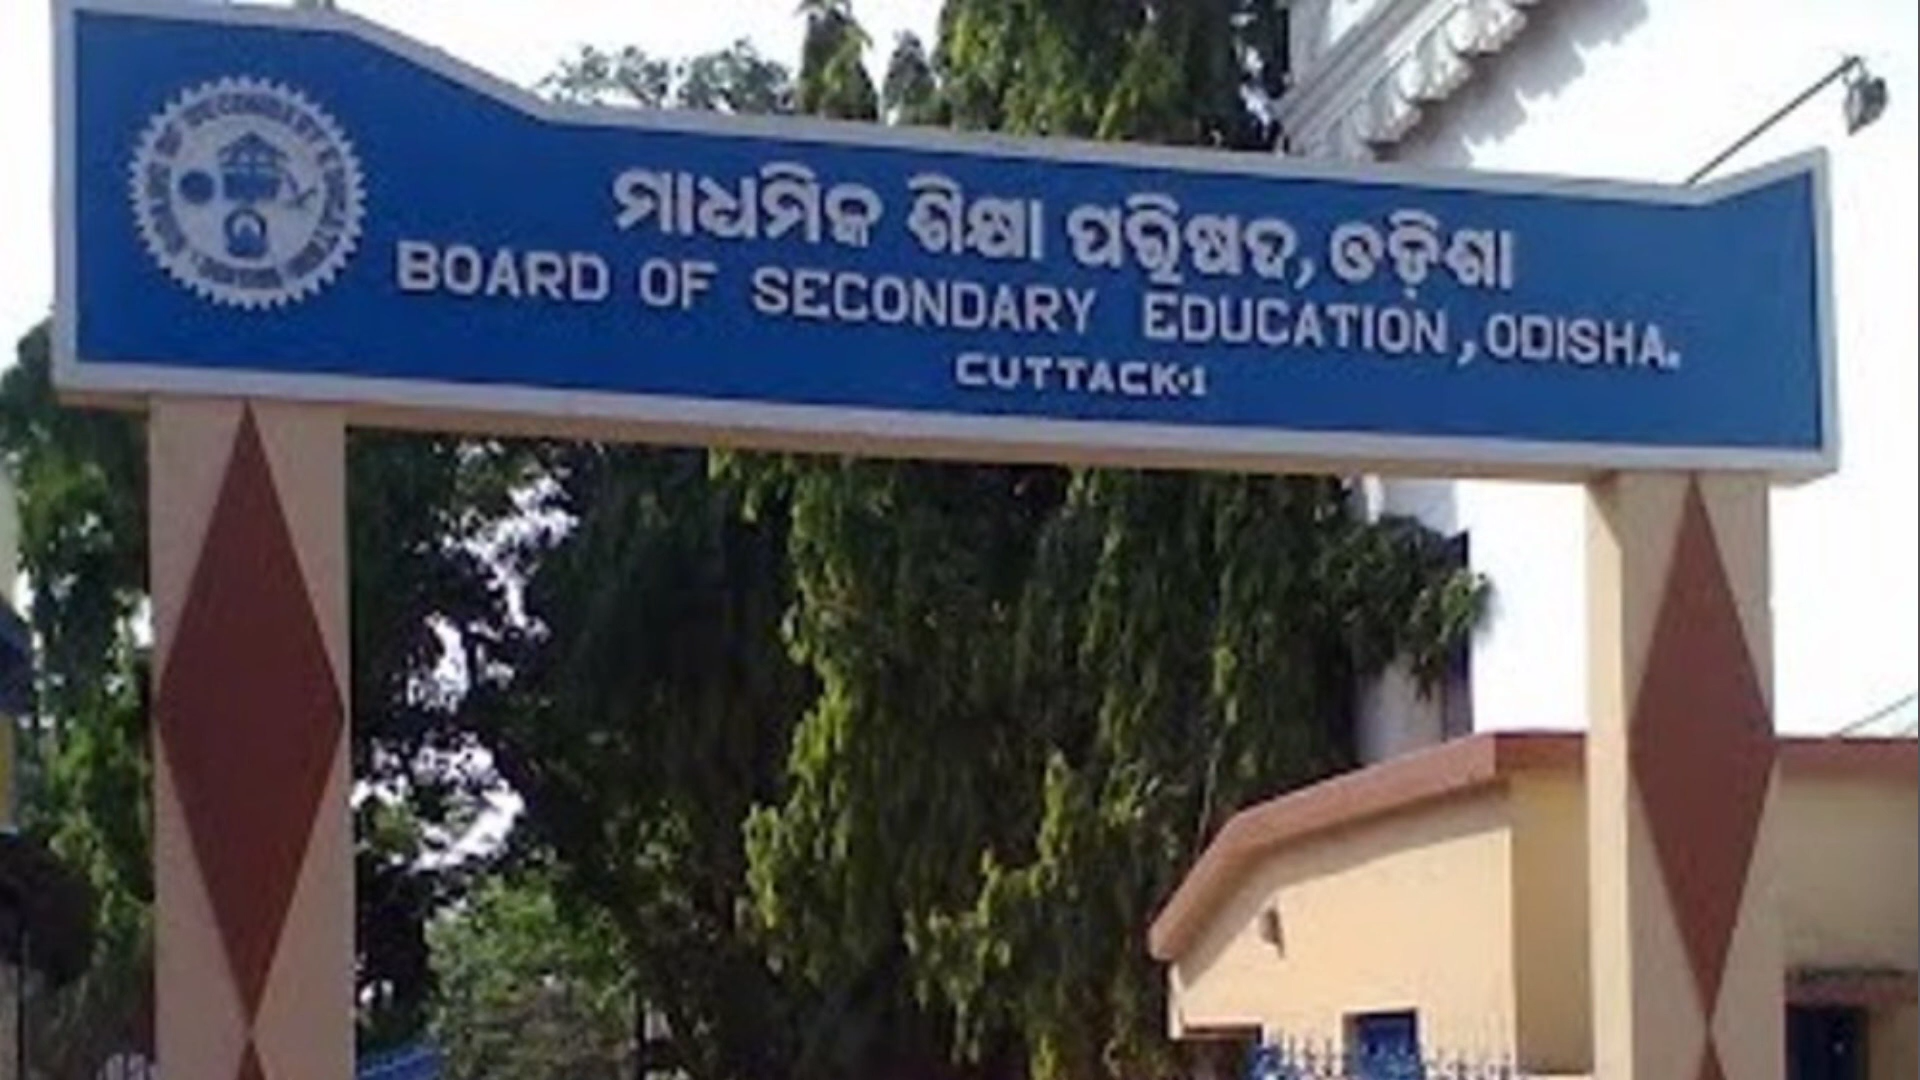 ମାଧ୍ୟମିକ ଶିକ୍ଷା ପରିଷଦ, ଓଡ଼ିଶା
BOARD OF SECONDARY EDUCATION, ODISHA.
CUTTACK-1